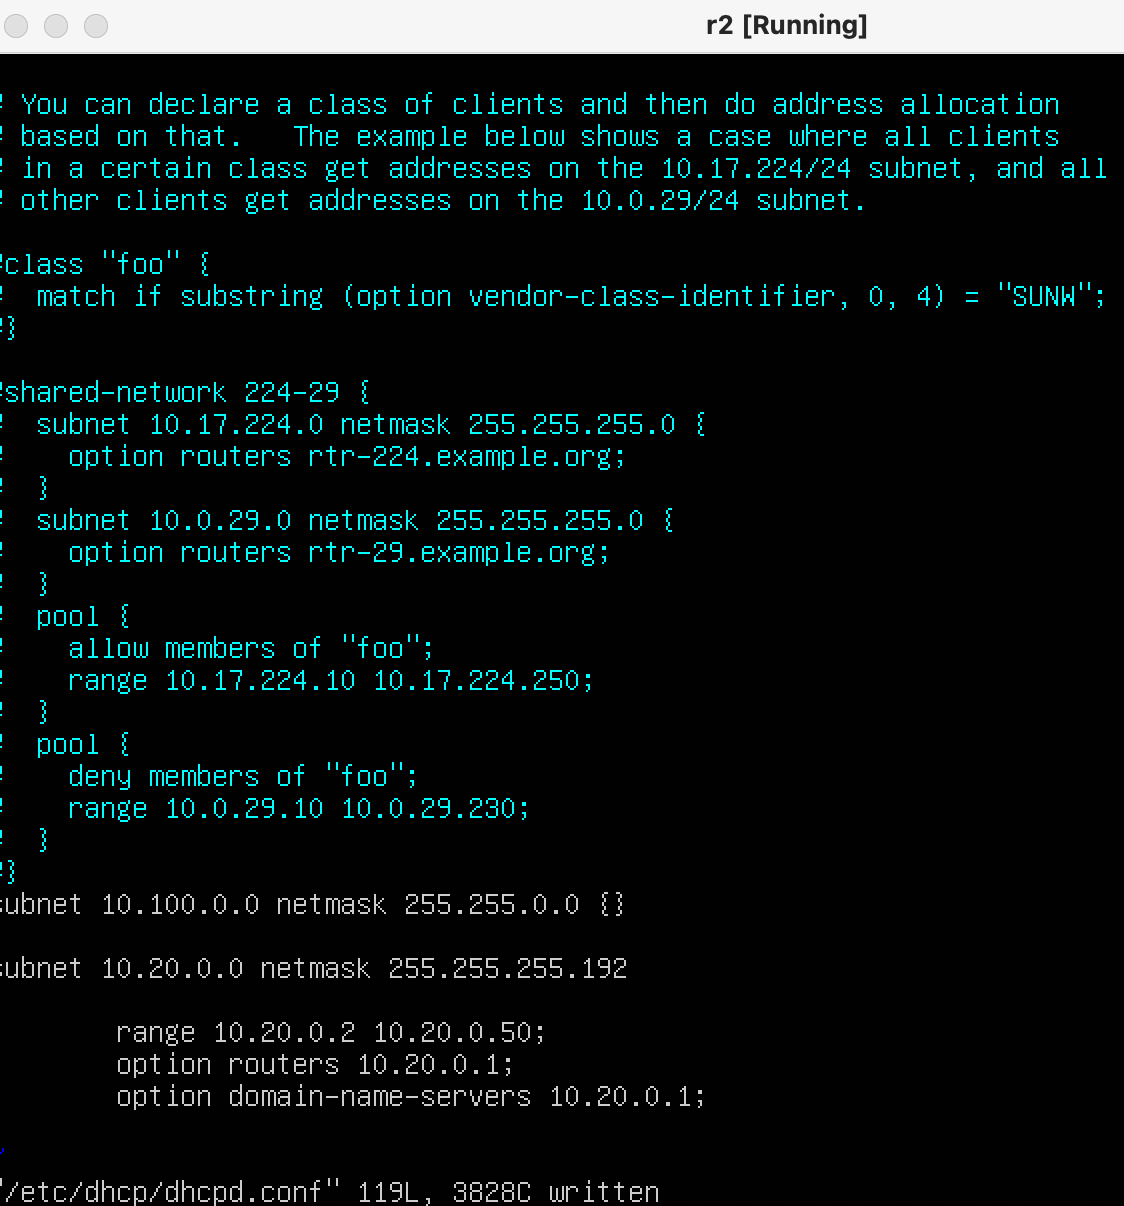 r2 [Running]
# You can declare a class of clients and then do address allocation
# based on that.   The example below shows a case where all clients
# in a certain class get addresses on the 10.17.224/24 subnet, and all
# other clients get addresses on the 10.0.29/24 subnet.
#class "foo" {
#  match if substring (option vendor-class-identifier, 0, 4) = "SUNW";
#}
#shared-network 224-29 {
#  subnet 10.17.224.0 netmask 255.255.255.0 {
#    option routers rtr-224.example.org;
#  }
#  subnet 10.0.29.0 netmask 255.255.255.0 {
#    option routers rtr-29.example.org;
#  }
#  pool {
#    allow members of "foo";
#    range 10.17.224.10 10.17.224.250;
#  }
#  pool {
#    deny members of "foo";
#    range 10.0.29.10 10.0.29.230;
#  }
#}
subnet 10.100.0.0 netmask 255.255.0.0 {}
subnet 10.20.0.0 netmask 255.255.255.192
range 10.20.0.2 10.20.0.50;
option routers 10.20.0.1;
option domain-name-servers 10.20.0.1;
"/etc/dhcp/dhcpd.conf" 119L, 3828C written